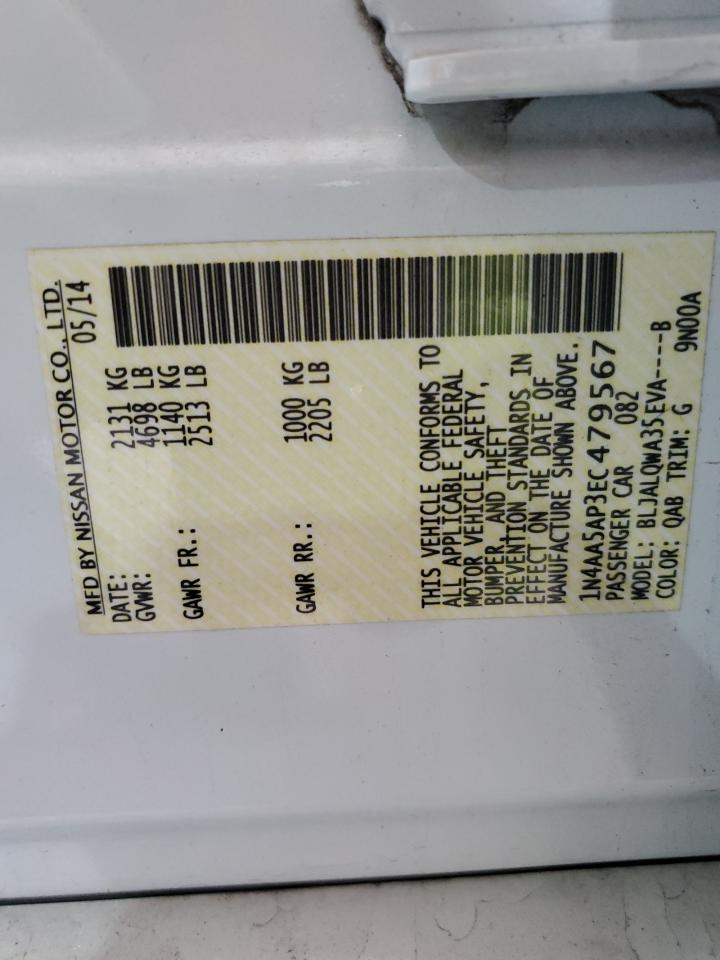 MFD BY NISSAN MOTOR CO., LTD.
DATE: 05/14
GVWR: 2131 KG
4698 LB
GAWR FR.: 1140 KG
2513 LB
GAWR RR.: 1000 KG
2205 LB
THIS VEHICLE CONFORMS TO
ALL APPLICABLE FEDERAL
MOTOR VEHICLE SAFETY,
BUMPER, AND THEFT
PREVENTION STANDARDS IN
EFFECT ON THE DATE OF
MANUFACTURE SHOWN ABOVE.
1N4AA5AP3EC479567
PASSENGER CAR 082
MODEL: BLJALQWA35EVA----B
COLOR: QAB TRIM: G 9N00A